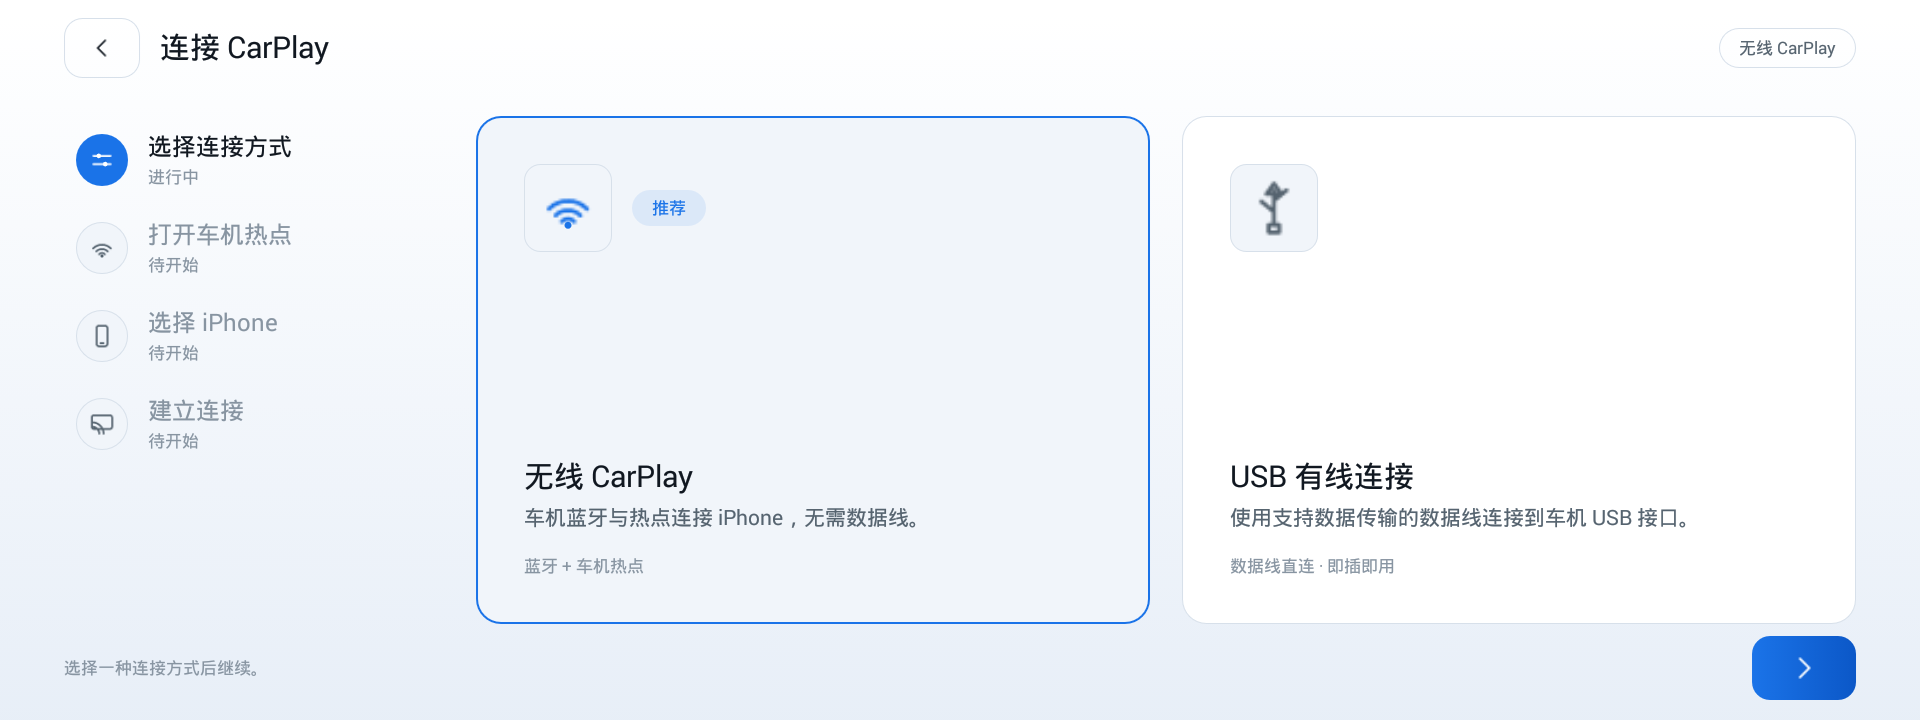 连接 CarPlay
无线 CarPlay
选择连接方式
进行中
打开车机热点
待开始
选择 iPhone
待开始
建立连接
待开始
推荐
无线 CarPlay
车机蓝牙与热点连接 iPhone，无需数据线。
蓝牙 + 车机热点
USB 有线连接
使用支持数据传输的数据线连接到车机 USB 接口。
数据线直连 · 即插即用
选择一种连接方式后继续。